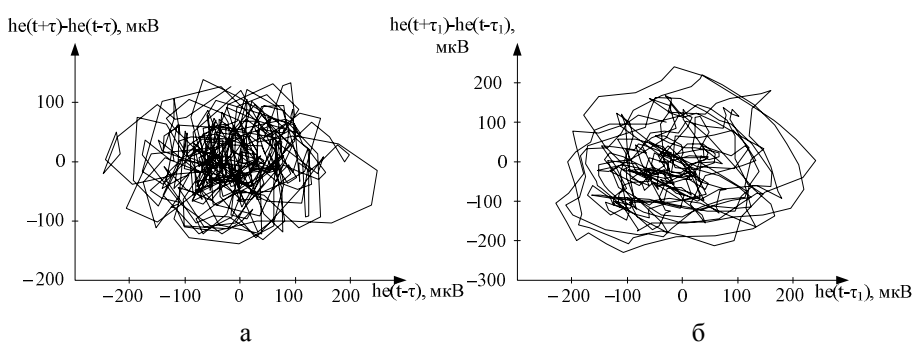 he(t+τ)-he(t-τ), мкВ
100
0
−100
−200
−200 −100 0 100 200
he(t-τ), мкВ
а
he(t+τ₁)-he(t-τ₁),
мкВ
200
100
0
−100
−200
−300
−200 −100 0 100 200
he(t-τ₁), мкВ
б